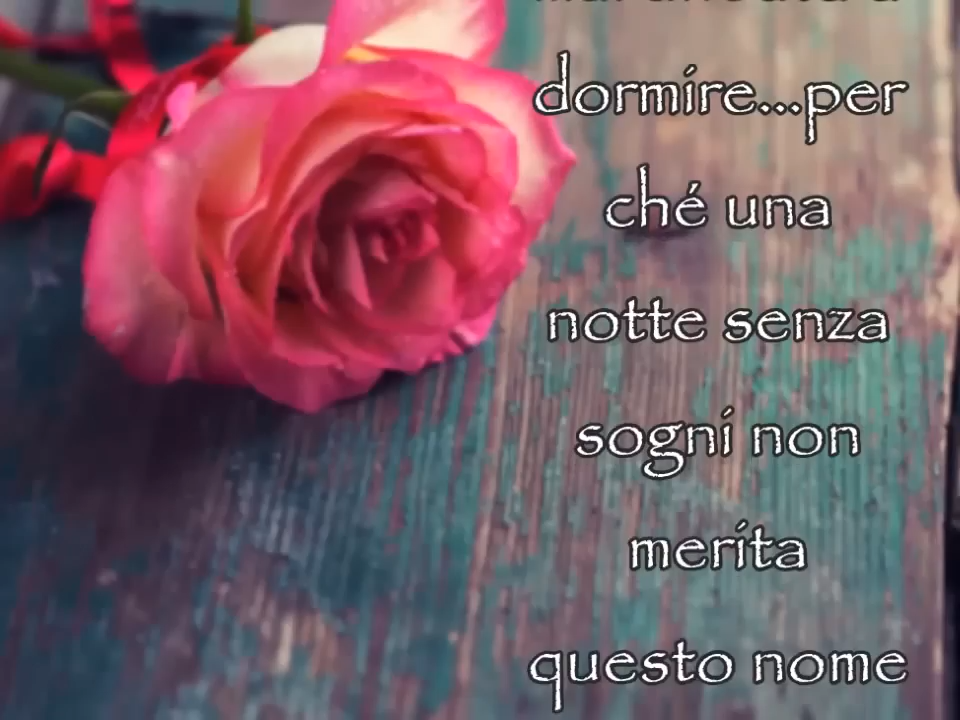 dormire...per
ché una
notte senza
sogni non
merita
questo nome